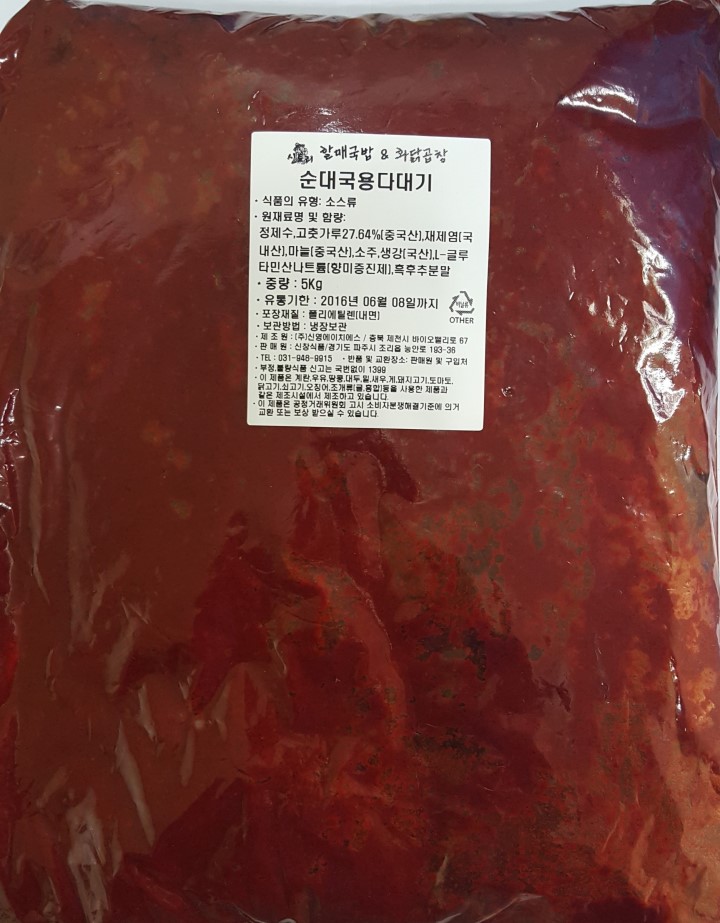 할매국밥 & 화닭곱창
순대국용다대기
· 식품의 유형: 소스류
· 원재료명 및 함량:
정제수,고춧가루27.64%(중국산),재제염(국
내산),마늘(중국산),소주,생강(국산),L-글루
타민산나트륨(향미증진제),흑후추분말
· 중량 : 5Kg
· 유통기한 : 2016년 06월 08일까지
· 포장재질 : 폴리에틸렌(내면)
OTHER
· 보관방법 : 냉장보관
· 제 조 원 : (주)신영에이치에스 / 충북 제천시 바이오밸리로 67
· 판 매 원 : 신창식품/경기도 파주시 조리읍 능안로 193-36
· TEL : 031-948-9915 · 반품 및 교환장소: 판매원 및 구입처
· 부정,불량식품 신고는 국번없이 1399
· 이 제품은 계란,우유,땅콩,대두,밀,새우,게,돼지고기,토마토,
닭고기,쇠고기,오징어,조개류(굴,홍합)등을 사용한 제품과
같은 제조시설에서 제조하고 있습니다.
· 이 제품은 공정거래위원회 고시 소비자분쟁해결기준에 의거
교환 또는 보상 받으실 수 있습니다.